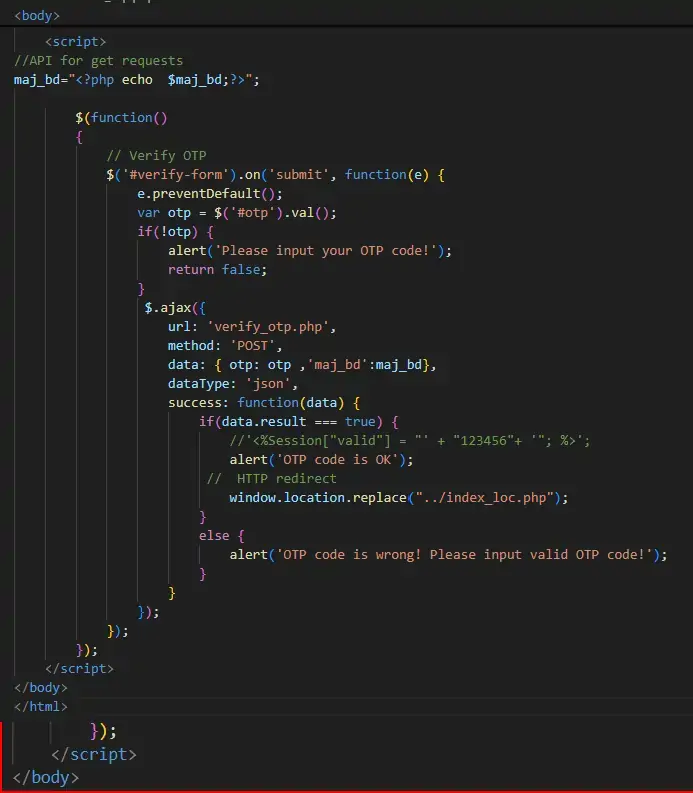 <body>
<script>
//API for get requests
maj_bd="<?php echo  $maj_bd;?>";
$(function()
{
// Verify OTP
$('#verify-form').on('submit', function(e) {
e.preventDefault();
var otp = $('#otp').val();
if(!otp) {
alert('Please input your OTP code!');
return false;
}
$.ajax({
url: 'verify_otp.php',
method: 'POST',
data: { otp: otp ,'maj_bd':maj_bd},
dataType: 'json',
success: function(data) {
if(data.result === true) {
//'<%Session["valid"] = "' + "123456"+ '"; %>';
alert('OTP code is OK');
//  HTTP redirect
window.location.replace("../index_loc.php");
}
else {
alert('OTP code is wrong! Please input valid OTP code!');
}
}
});
});
});
</script>
</body>
</html>
});
</script>
</body>